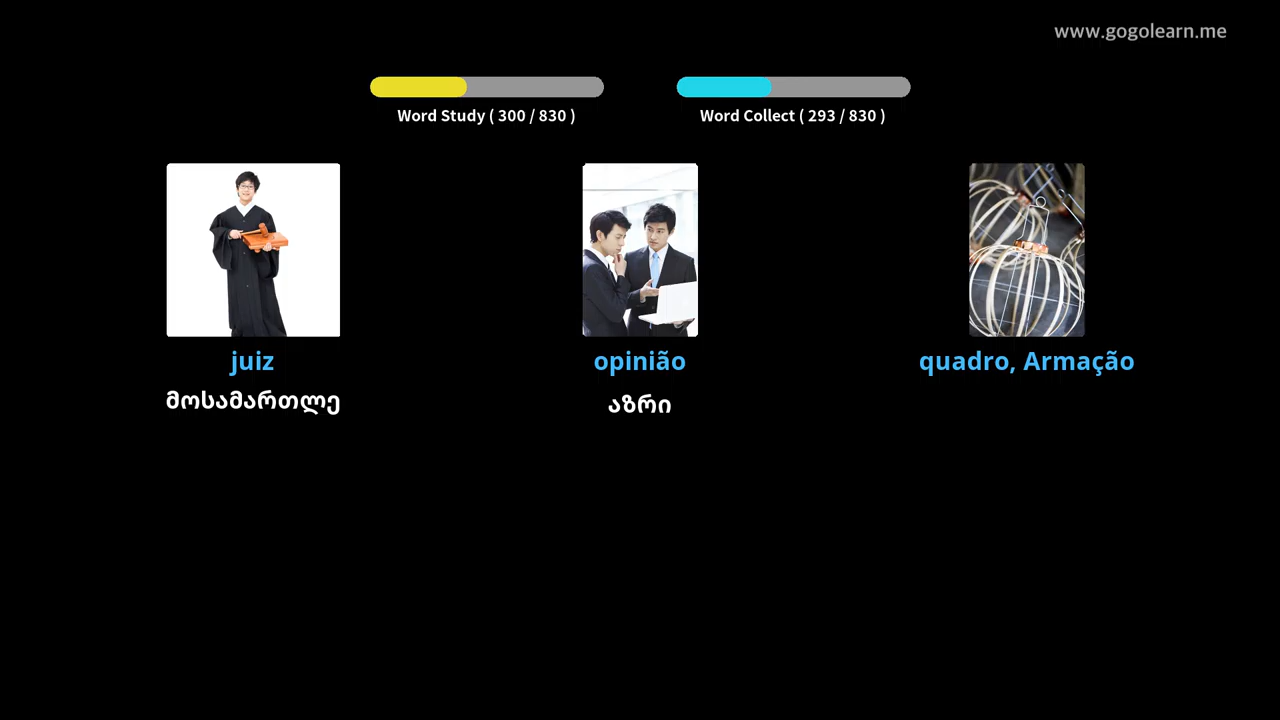 www.gogolearn.me
Word Study ( 300 / 830 )
Word Collect ( 293 / 830 )
juiz
opinião
quadro, Armação
მოსამართლე
აზრი